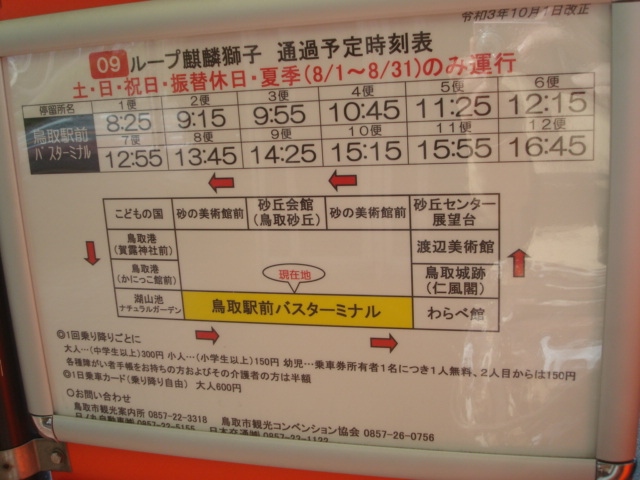 令和3年10月1日改正
09 ループ麒麟獅子 通過予定時刻表
土・日・祝日・振替休日・夏季(8/1～8/31)のみ運行
停留所名 1便 2便 3便 4便 5便 6便
鳥取駅前バスターミナル 8:25 9:15 9:55 10:45 11:25 12:15
7便 8便 9便 10便 11便 12便
12:55 13:45 14:25 15:15 15:55 16:45
こどもの国 砂の美術館前 砂丘会館(鳥取砂丘) 砂の美術館前 砂丘センター展望台
鳥取港(賀露神社前) 渡辺美術館
鳥取港(かにっこ館前) 現在地 鳥取城跡(仁風閣)
湖山池ナチュラルガーデン 鳥取駅前バスターミナル わらべ館
◎1回乗り降りごとに
大人…(中学生以上)300円 小人…(小学生以上)150円 幼児…乗車券所有者1名につき1人無料、2人目からは150円
各種障がい者手帳をお持ちの方およびその介護者の方は半額
◎1日乗車カード(乗り降り自由) 大人600円
◎お問い合わせ
鳥取市観光案内所 0857-22-3318 鳥取市観光コンベンション協会 0857-26-0756